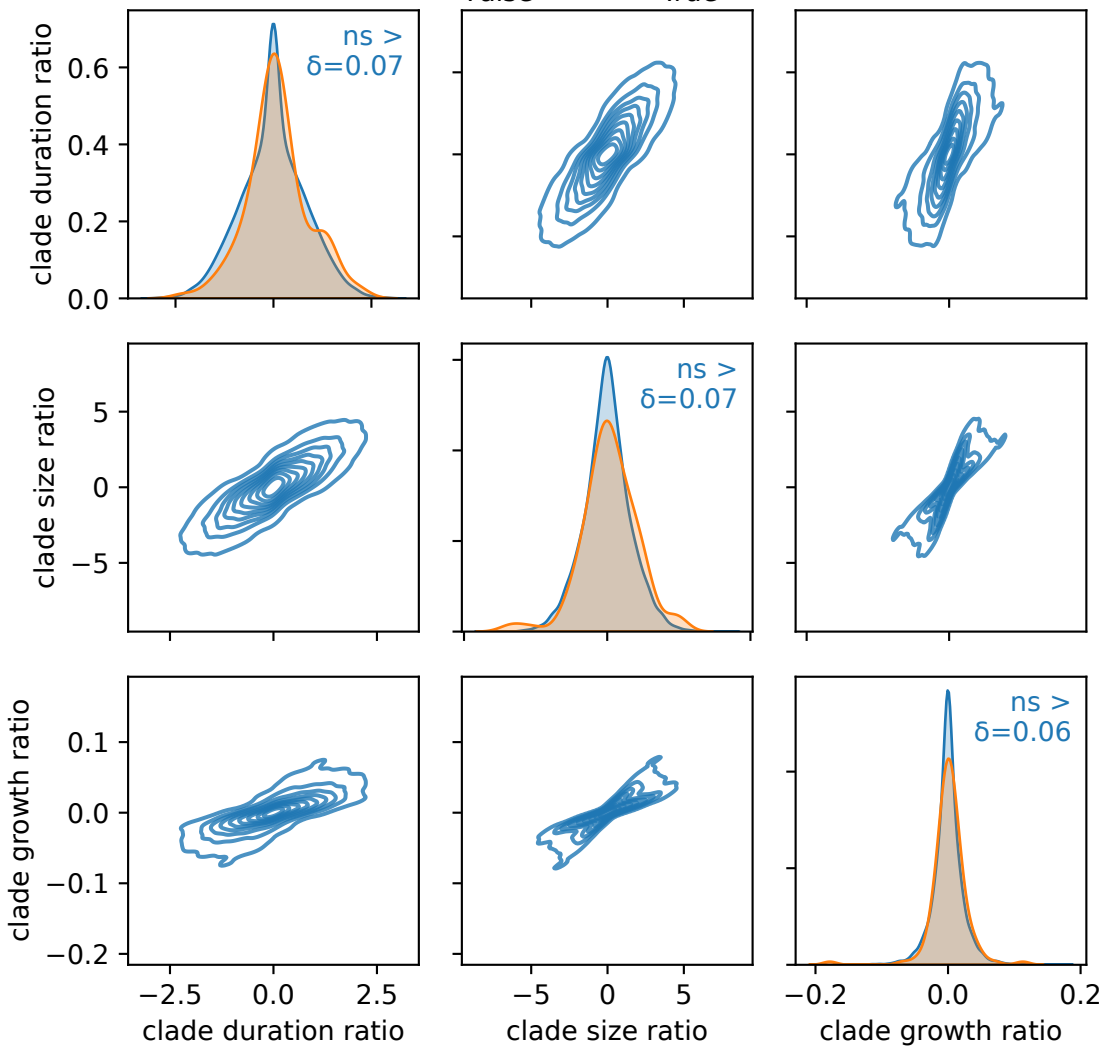 clade duration ratio
0.6
0.4
0.2
0.0
ns >
δ=0.07
clade size ratio
5
0
−5
ns >
δ=0.07
clade growth ratio
0.1
0.0
−0.1
−0.2
ns >
δ=0.06
−2.5 0.0 2.5
−5 0 5
−0.2 0.0 0.2
clade duration ratio
clade size ratio
clade growth ratio